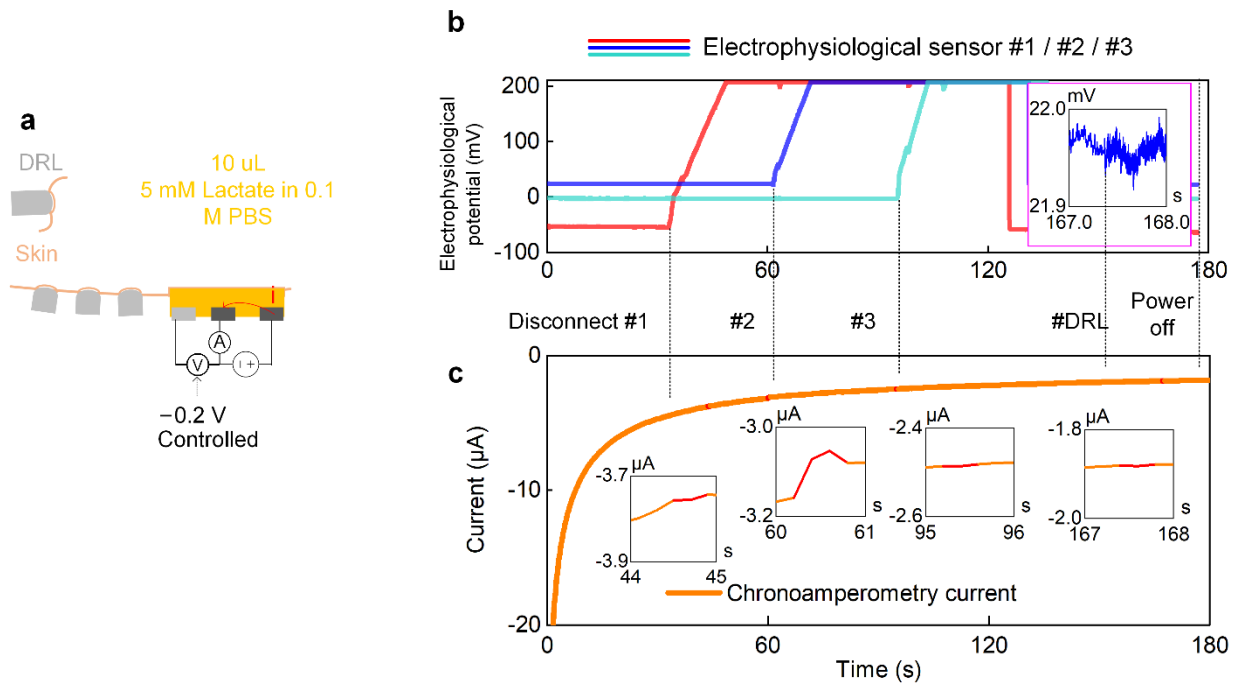 a
DRL
Skin
10 uL
5 mM Lactate in 0.1
M PBS
A
V
+
−0.2 V
Controlled
b
Electrophysiological sensor #1 / #2 / #3
Electrophysiological
potential (mV)
200
100
0
-100
0
60
120
180
mV
22.0
21.9
s
167.0
168.0
Disconnect #1
#2
#3
#DRL
Power
off
c
Current (µA)
0
-10
-20
µA
-3.7
-3.9
s
44
45
µA
-3.0
-3.2
s
60
61
µA
-2.4
-2.6
s
95
96
µA
-1.8
-2.0
s
167
168
Chronoamperometry current
0
60
120
180
Time (s)